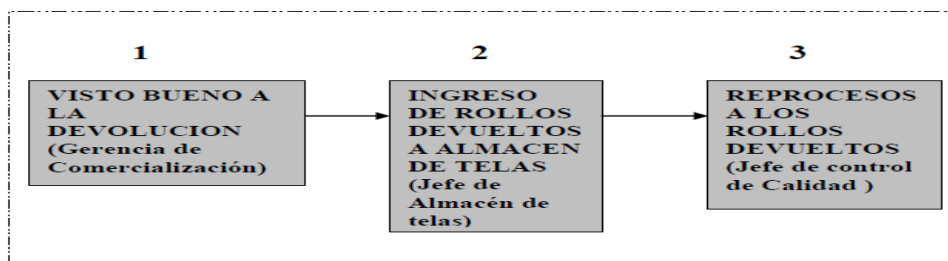 1
VISTO BUENO A
LA
DEVOLUCION
(Gerencia de
Comercialización)
2
INGRESO
DE ROLLOS
DEVUELTOS
A ALMACEN
DE TELAS
(Jefe de
Almacén de
telas)
3
REPROCESOS
A LOS
ROLLOS
DEVUELTOS
(Jefe de control
de Calidad )